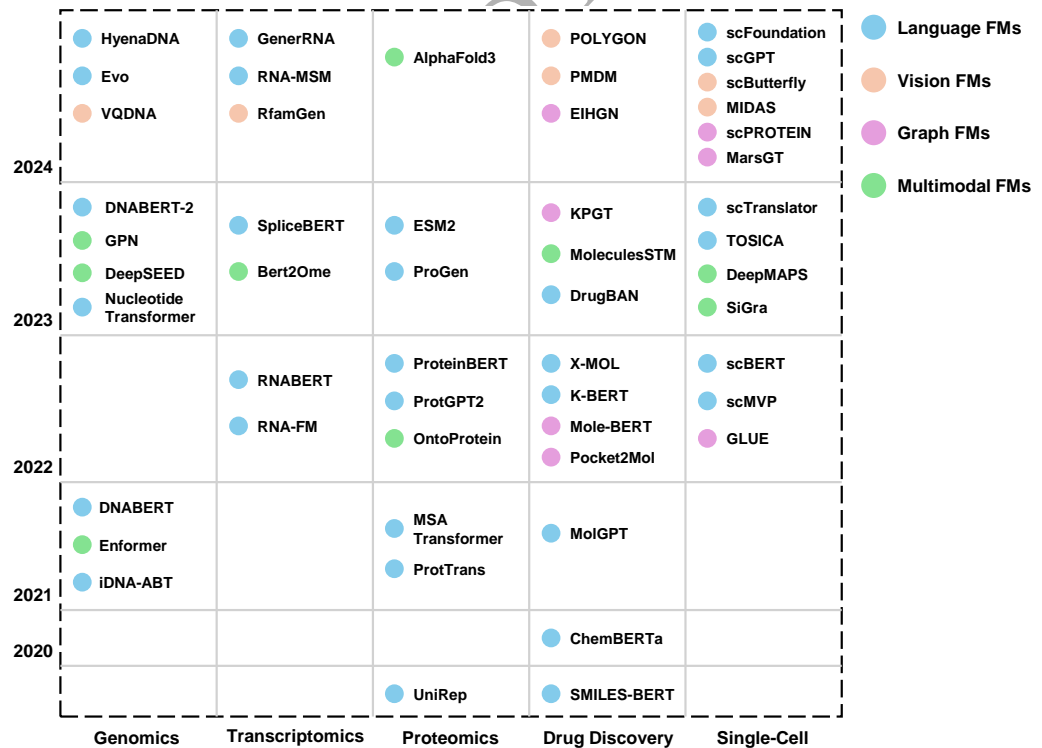 HyenaDNA
Evo
VQDNA
GenerRNA
RNA-MSM
RfamGen
AlphaFold3
POLYGON
PMDM
EIHGN
scFoundation
scGPT
scButterfly
MIDAS
scPROTEIN
MarsGT
Language FMs
Vision FMs
Graph FMs
Multimodal FMs
2024
DNABERT-2
GPN
DeepSEED
Nucleotide
Transformer
SpliceBERT
Bert2Ome
ESM2
ProGen
KPGT
MoleculesSTM
DrugBAN
scTranslator
TOSICA
DeepMAPS
SiGra
2023
RNABERT
RNA-FM
ProteinBERT
ProtGPT2
OntoProtein
X-MOL
K-BERT
Mole-BERT
Pocket2Mol
scBERT
scMVP
GLUE
2022
DNABERT
Enformer
iDNA-ABT
MSA
Transformer
ProtTrans
MolGPT
2021
ChemBERTa
2020
UniRep
SMILES-BERT
Genomics
Transcriptomics
Proteomics
Drug Discovery
Single-Cell